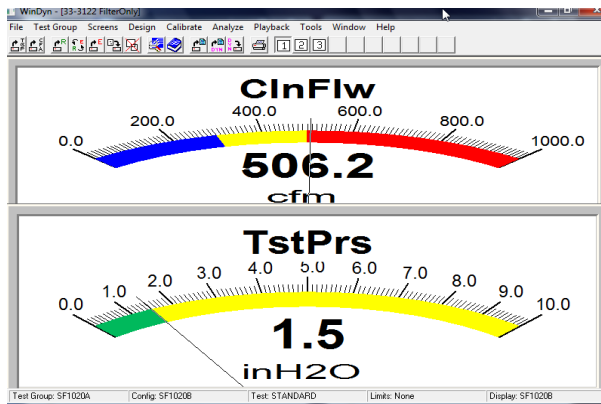 WinDyn - [33-3122 FilterOnly]
File Test Group Screens Design Calibrate Analyze Playback Tools Window Help
1 2 3
ClnFlw
0.0 200.0 400.0 600.0 800.0 1000.0
506.2
cfm
TstPrs
0.0 1.0 2.0 3.0 4.0 5.0 6.0 7.0 8.0 9.0 10.0
1.5
inH2O
Test Group: SF1020A Config: SF1020B Test: STANDARD Limits: None Display: SF1020B